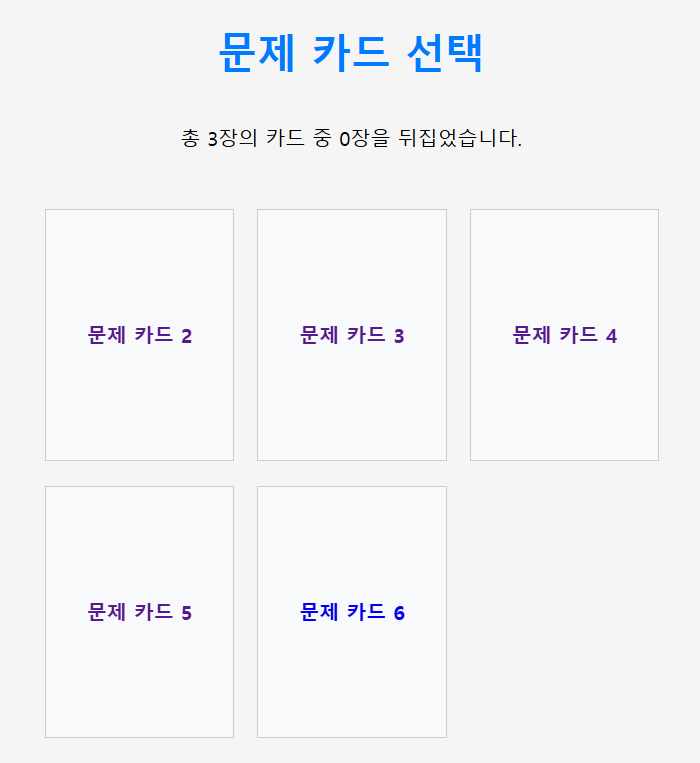 문제 카드 선택
총 3장의 카드 중 0장을 뒤집었습니다.
문제 카드 2
문제 카드 3
문제 카드 4
문제 카드 5
문제 카드 6